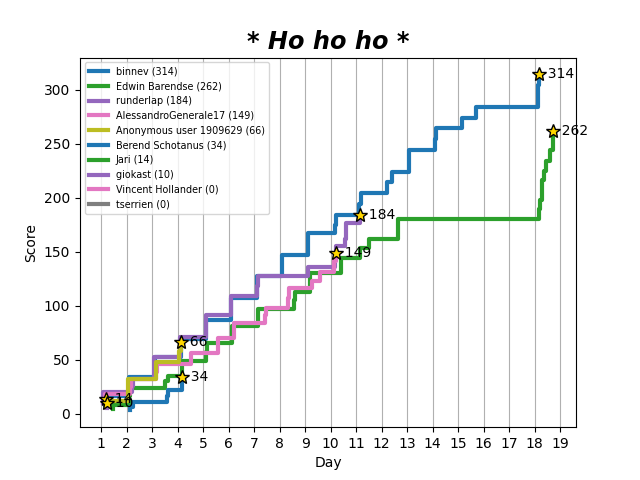 * Ho ho ho *
binnev (314)
Edwin Barendse (262)
runderlap (184)
AlessandroGenerale17 (149)
Anonymous user 1909629 (66)
Berend Schotanus (34)
Jari (14)
giokast (10)
Vincent Hollander (0)
tserrien (0)
Score
300
250
200
150
100
50
0
314
262
184
149
66
34
14
10
1 2 3 4 5 6 7 8 9 10 11 12 13 14 15 16 17 18 19
Day